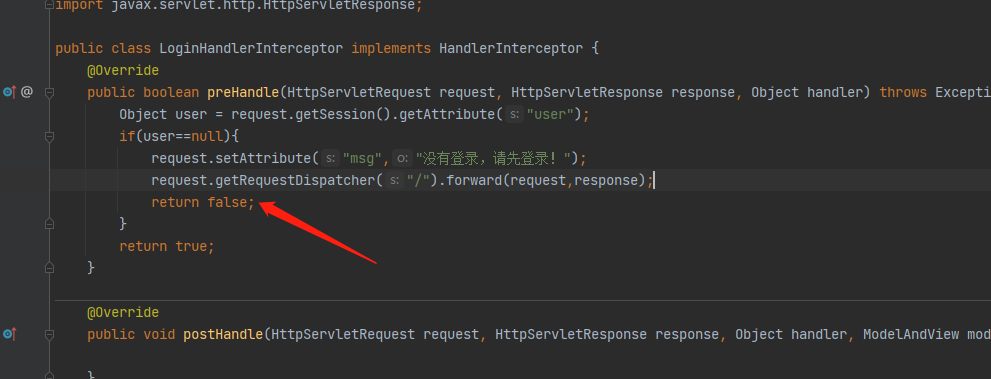 import javax.servlet.http.HttpServletResponse;
public class LoginHandlerInterceptor implements HandlerInterceptor {
@Override
public boolean preHandle(HttpServletRequest request, HttpServletResponse response, Object handler) throws Excepti
Object user = request.getSession().getAttribute( s: "user");
if(user==null){
request.setAttribute( s: "msg", o: "没有登录，请先登录！");
request.getRequestDispatcher( s: "/").forward(request,response);
return false;
}
return true;
}
@Override
public void postHandle(HttpServletRequest request, HttpServletResponse response, Object handler, ModelAndView mod
}